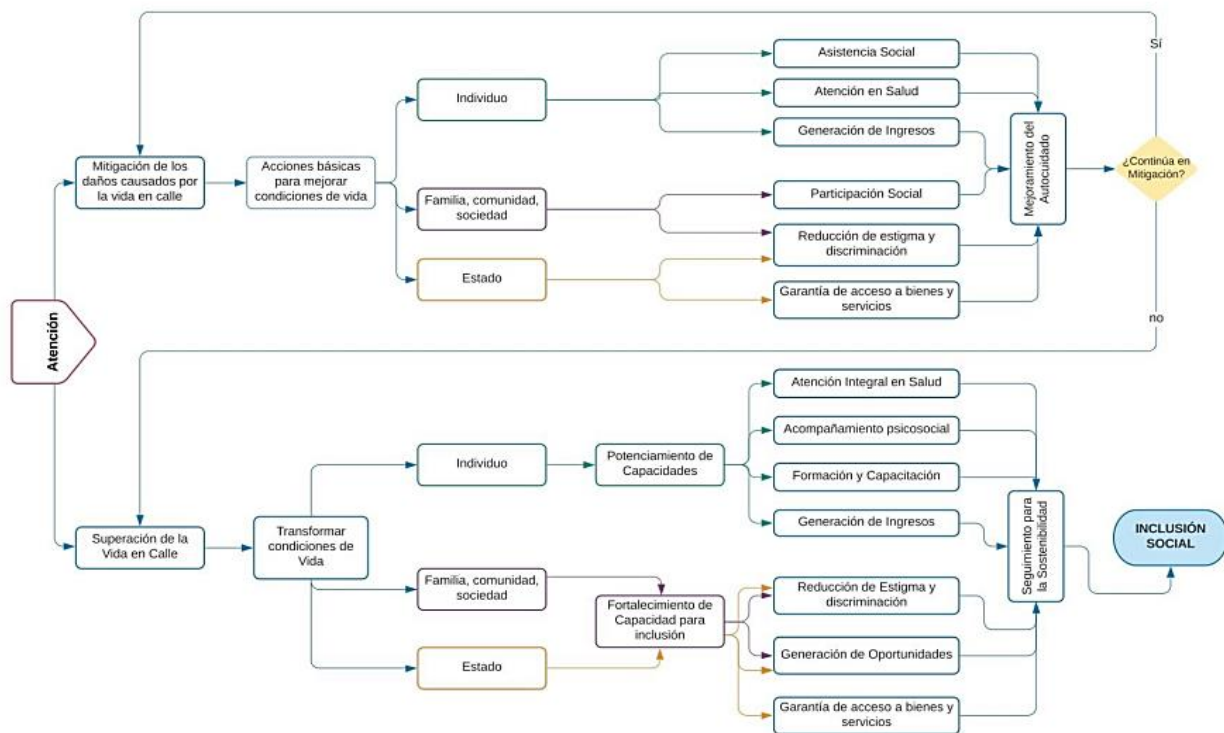 Sí
Asistencia Social
Individuo
Atención en Salud
Generación de Ingresos
Mitigación de los
daños causados por
la vida en calle
Acciones básicas
para mejorar
condiciones de vida
Mejoramiento del
Autocuidado
¿Continúa en
Mitigación?
Familia, comunidad,
sociedad
Participación Social
Reducción de estigma y
discriminación
Estado
Garantía de acceso a bienes y
servicios
no
Atención
Atención Integral en Salud
Acompañamiento psicosocial
Individuo
Potenciamiento de
Capacidades
Formación y Capacitación
Generación de Ingresos
Superación de la
Vida en Calle
Transformar
condiciones de
Vida
Seguimiento para
la Sostenibilidad
INCLUSIÓN
SOCIAL
Familia, comunidad,
sociedad
Fortalecimiento de
Capacidad para
inclusión
Reducción de Estigma y
discriminación
Generación de Oportunidades
Estado
Garantía de acceso a bienes y
servicios